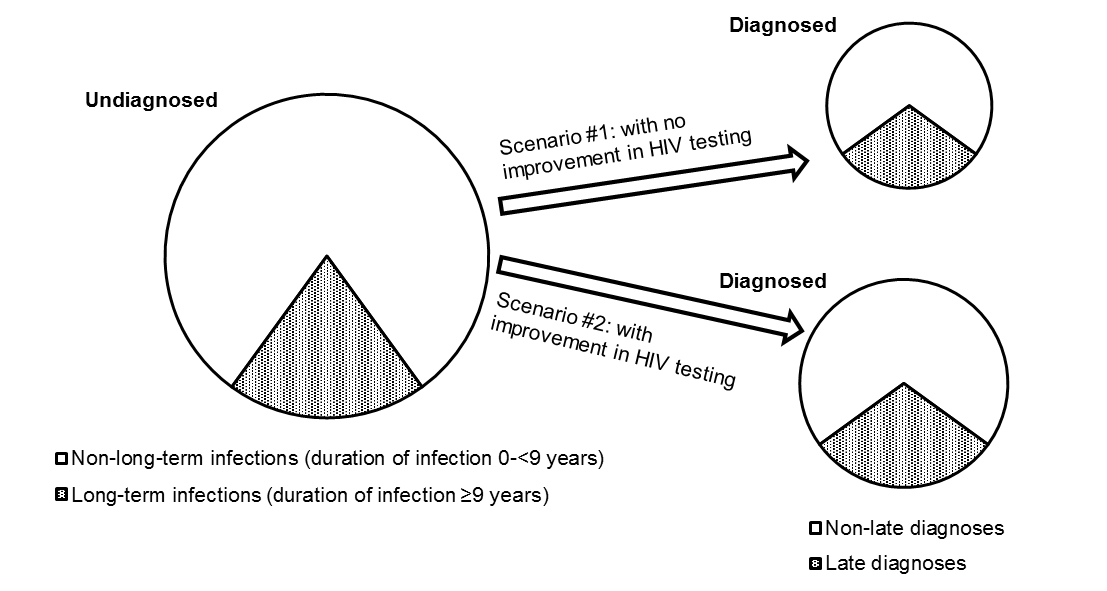 Diagnosed
Undiagnosed
Scenario #1: with no
improvement in HIV testing
Diagnosed
Scenario #2: with
improvement in HIV testing
Non-long-term infections (duration of infection 0-<9 years)
Long-term infections (duration of infection ≥9 years)
Non-late diagnoses
Late diagnoses